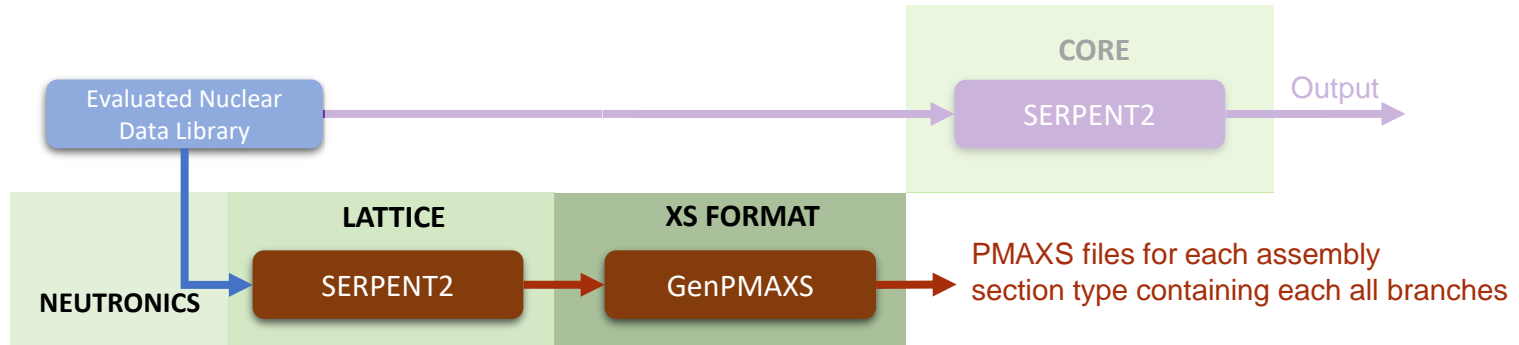 CORE
Evaluated Nuclear
Data Library
SERPENT2
Output
LATTICE
XS FORMAT
NEUTRONICS
SERPENT2
GenPMAXS
PMAXS files for each assembly
section type containing each all branches